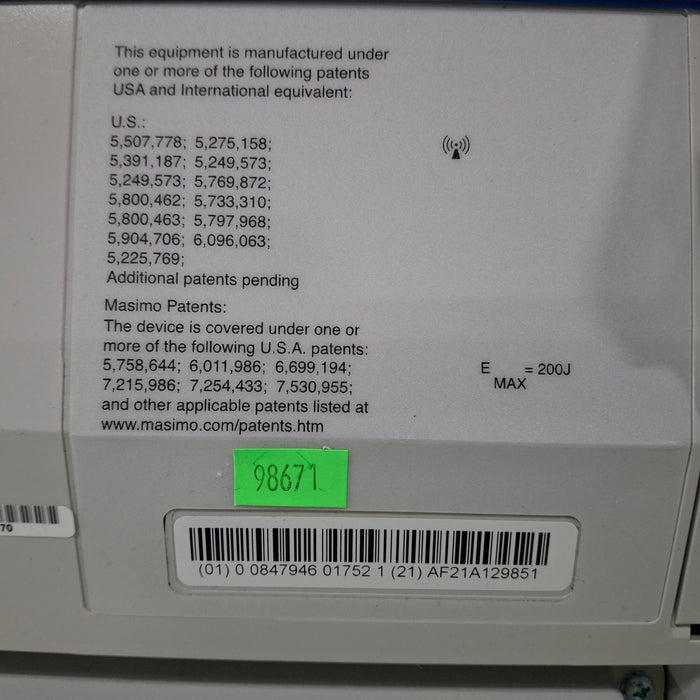 This equipment is manufactured under
one or more of the following patents
USA and International equivalent:
U.S.:
5,507,778; 5,275,158;
5,391,187; 5,249,573;
5,249,573; 5,769,872;
5,800,462; 5,733,310;
5,800,463; 5,797,968;
5,904,706; 6,096,063;
5,225,769;
Additional patents pending
Masimo Patents:
The device is covered under one or
more of the following U.S.A. patents:
5,758,644; 6,011,986; 6,699,194;
7,215,986; 7,254,433; 7,530,955;
and other applicable patents listed at
www.masimo.com/patents.htm
E MAX = 200J
98671
70
(01) 0 0847946 01752 1 (21) AF21A129851